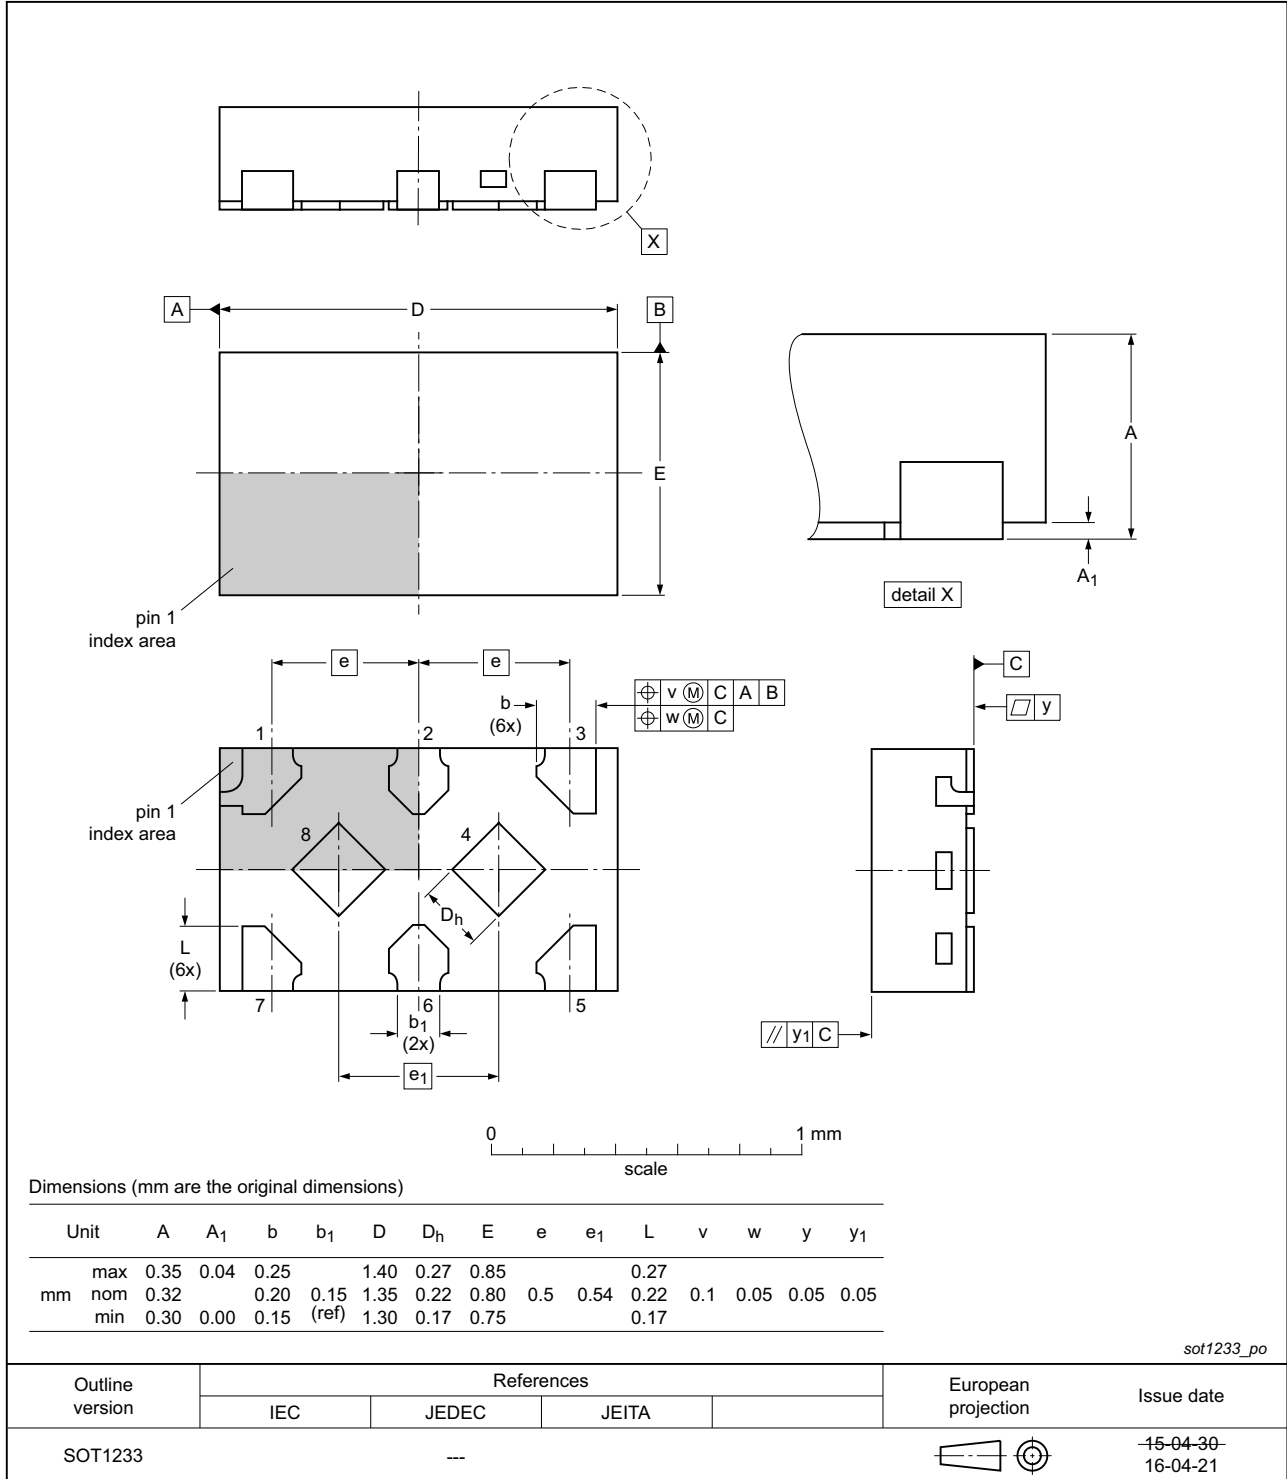 X
A
D
B
E
A
A1
detail X
pin 1
index area
e
e
C
b
(6x)
v M C A B
w M C
y
1
2
3
pin 1
index area
8
4
Dh
L
(6x)
7
6
5
b1
(2x)
// y1 C
e1
0
1 mm
scale
Dimensions (mm are the original dimensions)
Unit A A1 b b1 D Dh E e e1 L v w y y1
max 0.35 0.04 0.25 1.40 0.27 0.85 0.27
mm nom 0.32 0.20 0.15 1.35 0.22 0.80 0.5 0.54 0.22 0.1 0.05 0.05 0.05
min 0.30 0.00 0.15 (ref) 1.30 0.17 0.75 0.17
sot1233_po
Outline
version
References
IEC JEDEC JEITA
European
projection
Issue date
SOT1233
---
15-04-30
16-04-21